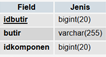 Field Jenis
idbutir bigint(20)
butir varchar(255)
idkomponen bigint(20)